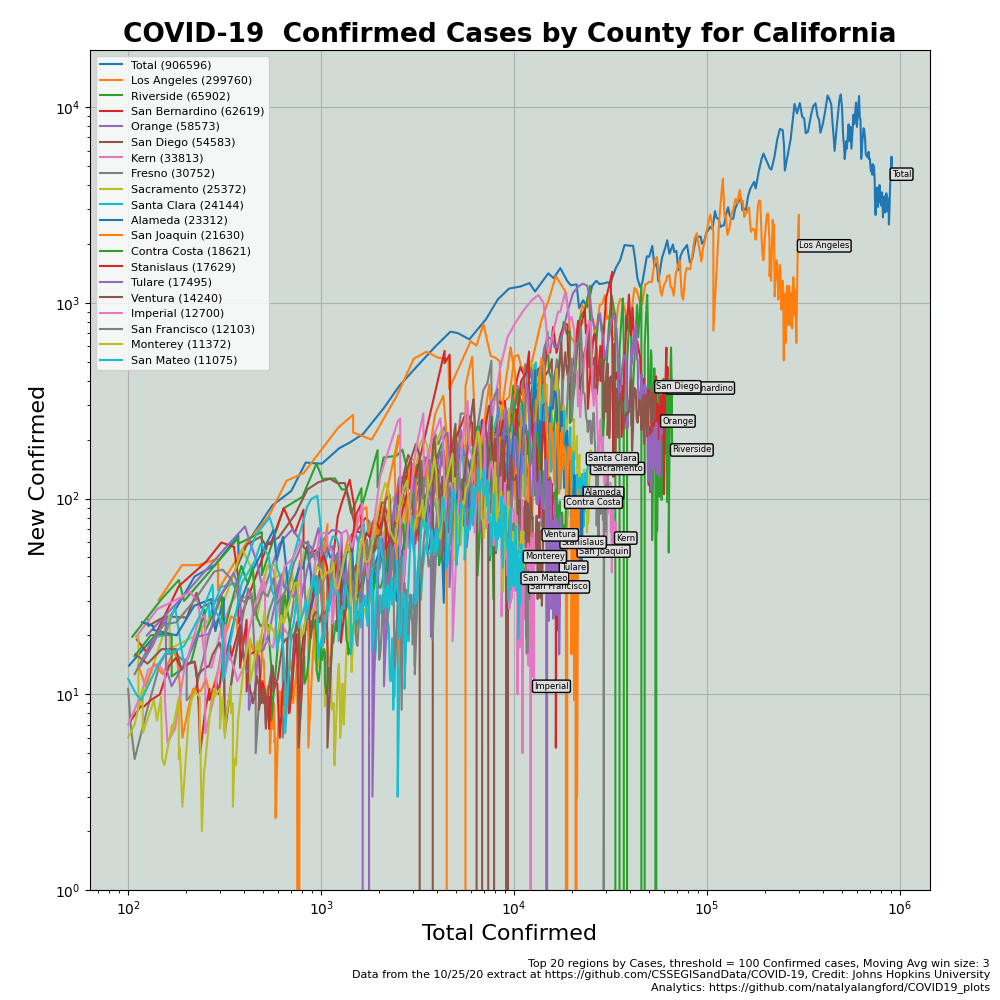 COVID-19  Confirmed Cases by County for California
Total (906596)
Los Angeles (299760)
Riverside (65902)
San Bernardino (62619)
Orange (58573)
San Diego (54583)
Kern (33813)
Fresno (30752)
Sacramento (25372)
Santa Clara (24144)
Alameda (23312)
San Joaquin (21630)
Contra Costa (18621)
Stanislaus (17629)
Tulare (17495)
Ventura (14240)
Imperial (12700)
San Francisco (12103)
Monterey (11372)
San Mateo (11075)
10⁴
10³
10²
10¹
10⁰
New Confirmed
Total
Los Angeles
San Diego
nardino
Orange
Riverside
Santa Clara
Sacramento
Alameda
Contra Costa
Ventura
Stanislaus
Kern
San Joaquin
Monterey
Tulare
San Mateo
San Francisco
Imperial
10² 10³ 10⁴ 10⁵ 10⁶
Total Confirmed
Top 20 regions by Cases, threshold = 100 Confirmed cases, Moving Avg win size: 3
Data from the 10/25/20 extract at https://github.com/CSSEGISandData/COVID-19, Credit: Johns Hopkins University
Analytics: https://github.com/natalyalangford/COVID19_plots